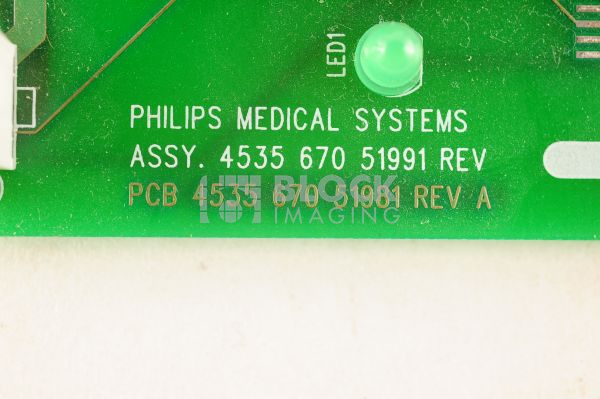 LED1
PHILIPS MEDICAL SYSTEMS
ASSY. 4535 670 51991 REV
PCB 4535 670 51981 REV A
BLOCK
IMAGING